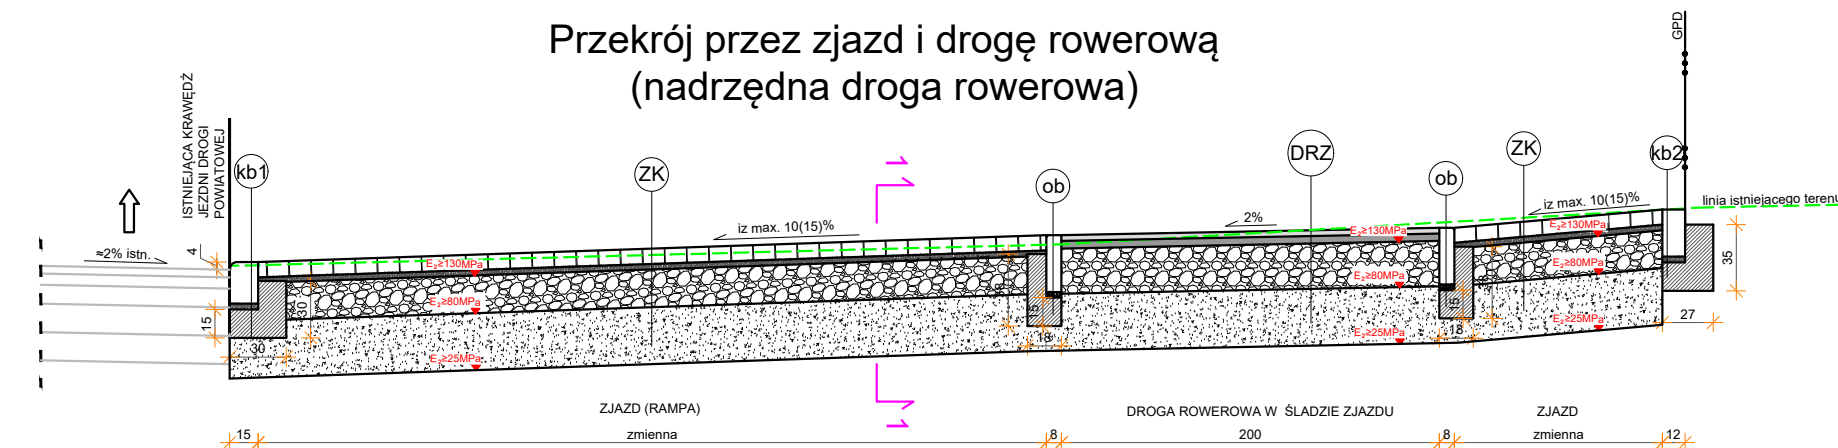 Przekrój przez zjazd i drogę rowerową
(nadrzędna droga rowerowa)
ISTNIEJĄCA KRAWĘDŹ
JEZDNI DROGI
POWIATOWEJ
GPD
kb1
ZK
ob
DRZ
ob
ZK
kb2
1
iz max. 10(15)%
2%
iz max. 10(15)%
linia istniejącego terenu
≈2% istn.
4
E₂≥130MPa
E₂≥130MPa
E₂≥130MPa
E₂≥80MPa
E₂≥80MPa
E₂≥80MPa
E₂≥25MPa
E₂≥25MPa
E₂≥25MPa
15
30
30
15
18
15
18
35
27
1
ZJAZD (RAMPA)
DROGA ROWEROWA W ŚLADZIE ZJAZDU
ZJAZD
15
zmienna
8
200
8
zmienna
12